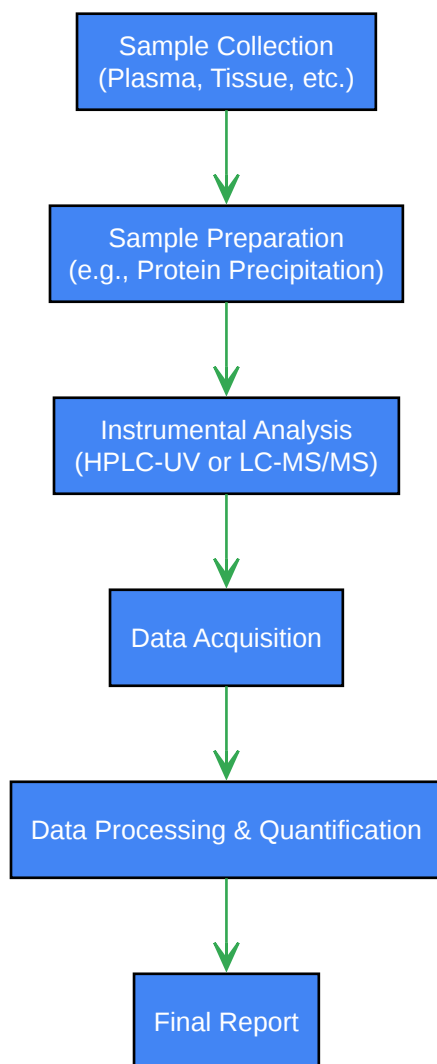 Sample Collection
(Plasma, Tissue, etc.)
Sample Preparation
(e.g., Protein Precipitation)
Instrumental Analysis
(HPLC-UV or LC-MS/MS)
Data Acquisition
Data Processing & Quantification
Final Report